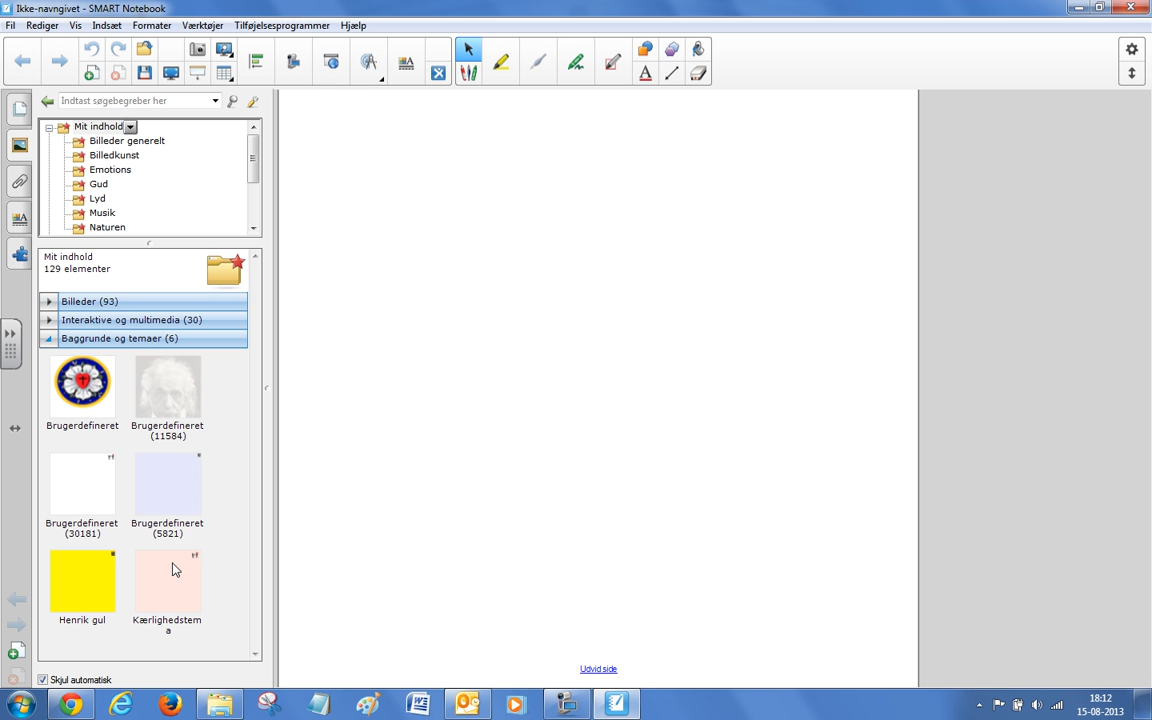 Ikke-navngivet - SMART Notebook
Fil Rediger Vis Indsæt Formater Værktøjer Tilføjelsesprogrammer Hjælp
Indtast søgebegreber her
Mit indhold
Billeder generelt
Billedkunst
Emotions
Gud
Lyd
Musik
Naturen
Mit indhold
129 elementer
Billeder (93)
Interaktive og multimedia (30)
Baggrunde og temaer (6)
Brugerdefineret
Brugerdefineret
(11584)
Brugerdefineret
(30181)
Brugerdefineret
(5821)
Henrik gul
Kærlighedstem
a
Udvid side
Skjul automatisk
18:12
15-08-2013